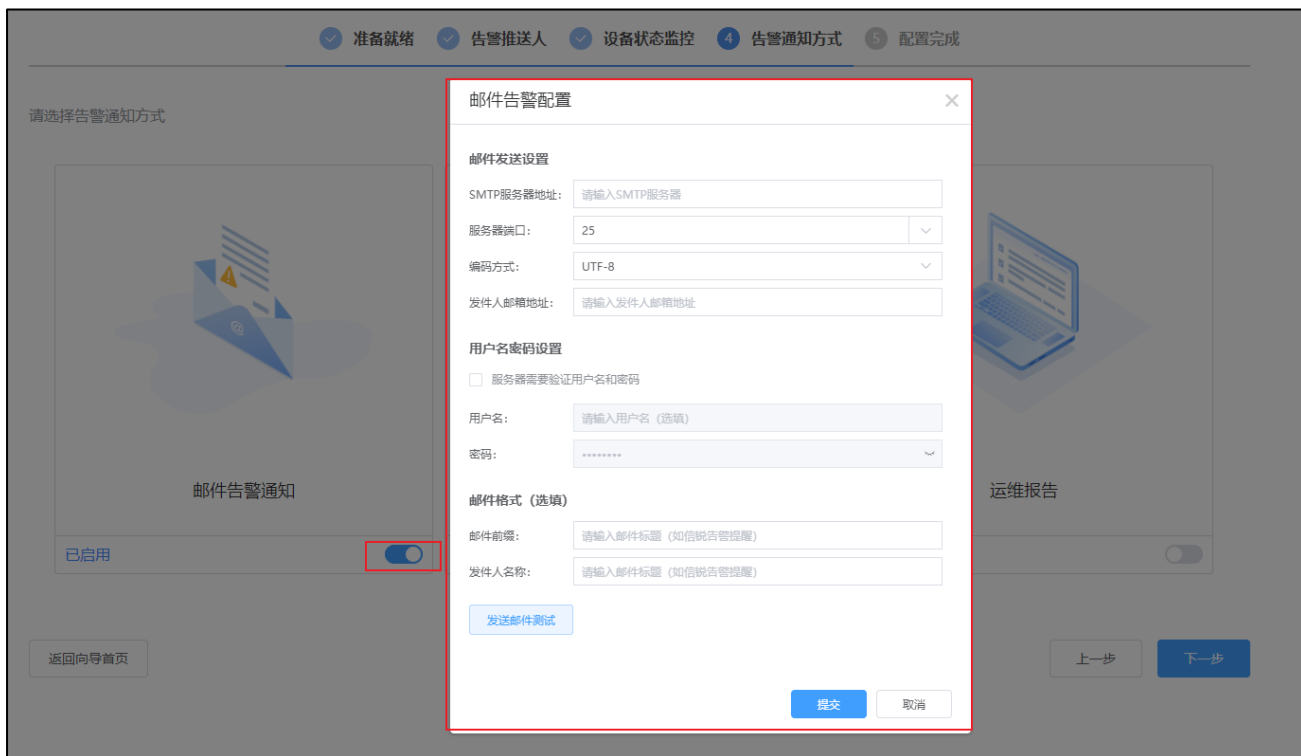 准备就绪 告警推送人 设备状态监控 4 告警通知方式 5 配置完成
请选择告警通知方式
邮件告警通知
已启用
运维报告
返回向导首页
上一步
下一步
邮件告警配置
邮件发送设置
SMTP服务器地址: 请输入SMTP服务器
服务器端口: 25
编码方式: UTF-8
发件人邮箱地址: 请输入发件人邮箱地址
用户名密码设置
服务器需要验证用户名和密码
用户名: 请输入用户名（选填）
密码: ********
邮件格式（选填）
邮件前缀: 请输入邮件标题（如信锐告警提醒）
发件人名称: 请输入邮件标题（如信锐告警提醒）
发送邮件测试
提交 取消